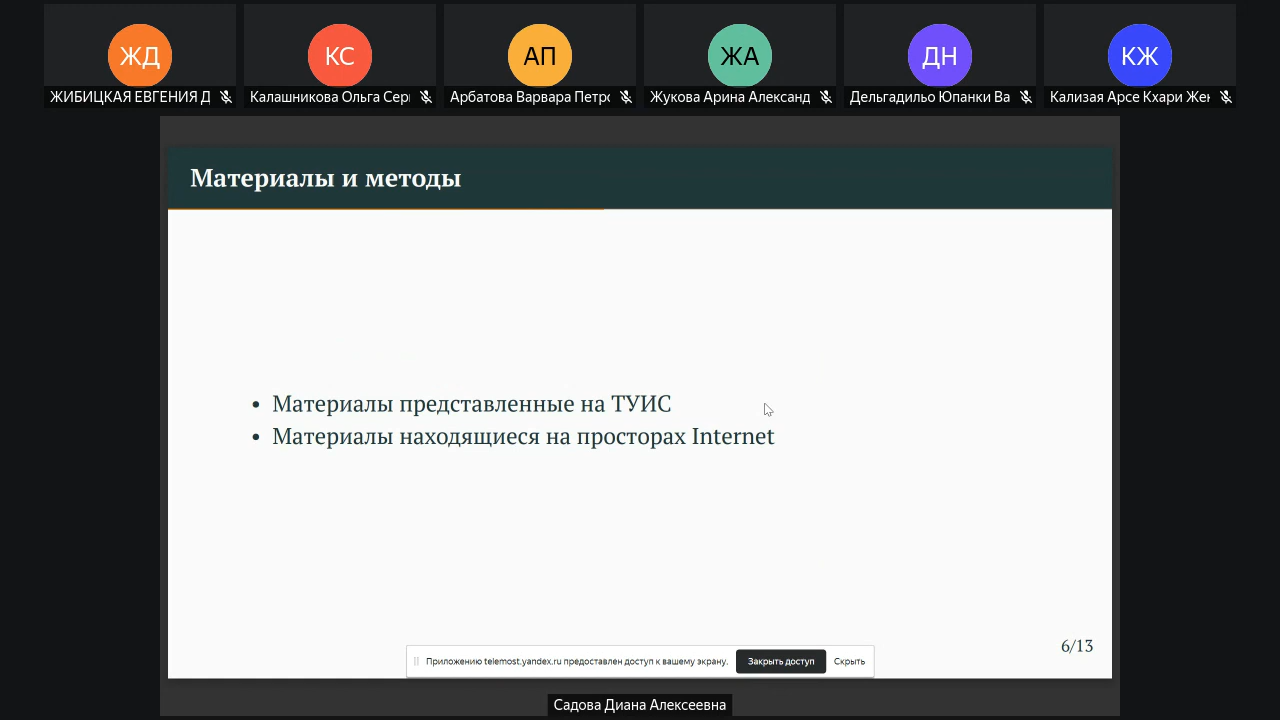 ЖД
КС
АП
ЖА
ДН
КЖ
ЖИБИЦКАЯ ЕВГЕНИЯ Д
Калашникова Ольга Сер
Арбатова Варвара Петро
Жукова Арина Александ
Дельгадильо Юпанки Ва
Кализая Арсе Кхари Жен
Материалы и методы
• Материалы представленные на ТУИС
• Материалы находящиеся на просторах Internet
6/13
Приложению telemost.yandex.ru предоставлен доступ к вашему экрану.
Закрыть доступ
Скрыть
Садова Диана Алексеевна